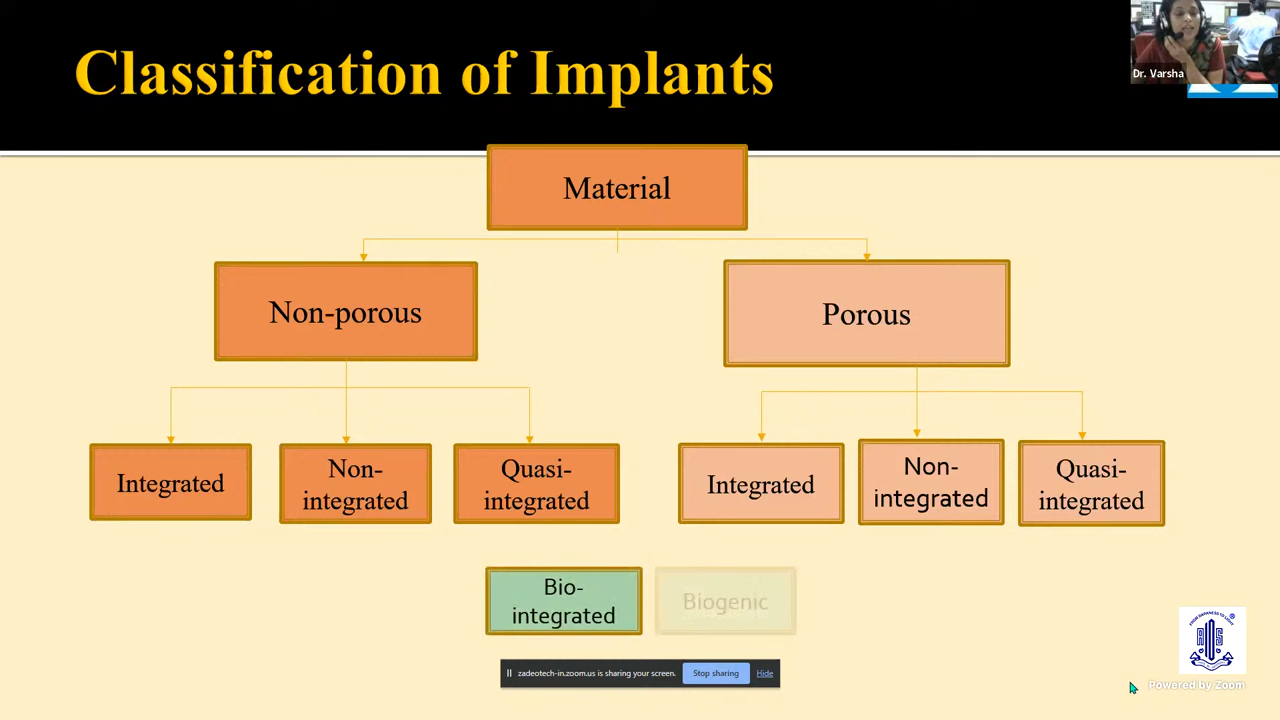 Classification of Implants
Dr. Varsha
Material
Non-porous
Porous
Integrated
Non-
integrated
Quasi-
integrated
Integrated
Non-
integrated
Quasi-
integrated
Bio-
integrated
Biogenic
zadeotech-in.zoom.us is sharing your screen.
Stop sharing
Hide
Powered by Zoom